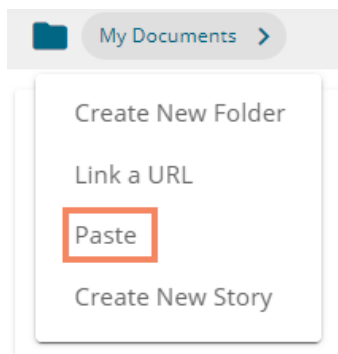 My Documents
Create New Folder
Link a URL
Paste
Create New Story